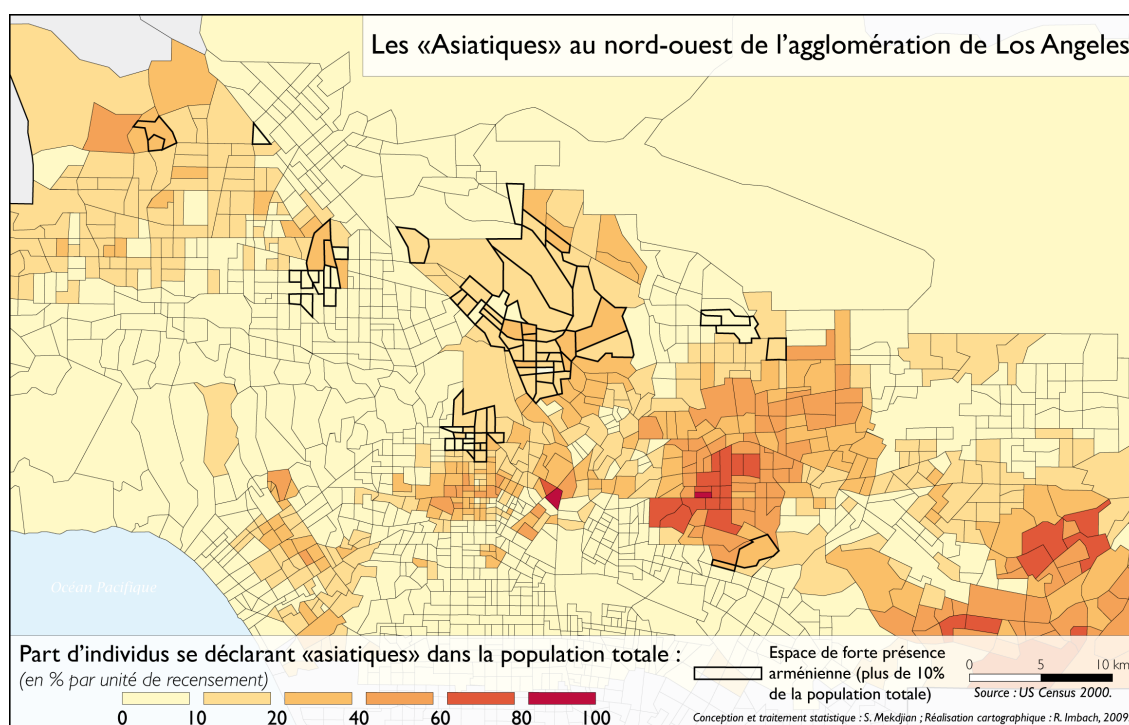 Les «Asiatiques» au nord-ouest de l'agglomération de Los Angeles
Océan Pacifique
Part d'individus se déclarant «asiatiques» dans la population totale :
(en % par unité de recensement)
0 10 20 40 60 80 100
Espace de forte présence
arménienne (plus de 10%
de la population totale)
0 5 10 km
Source : US Census 2000.
Conception et traitement statistique : S. Mekdjian ; Réalisation cartographique : R. Imbach, 2009